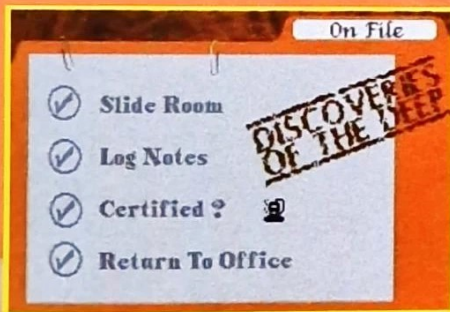 On File
Slide Room
DISCOVERIES
OF THE DEEP
Log Notes
Certified ?
Return To Office